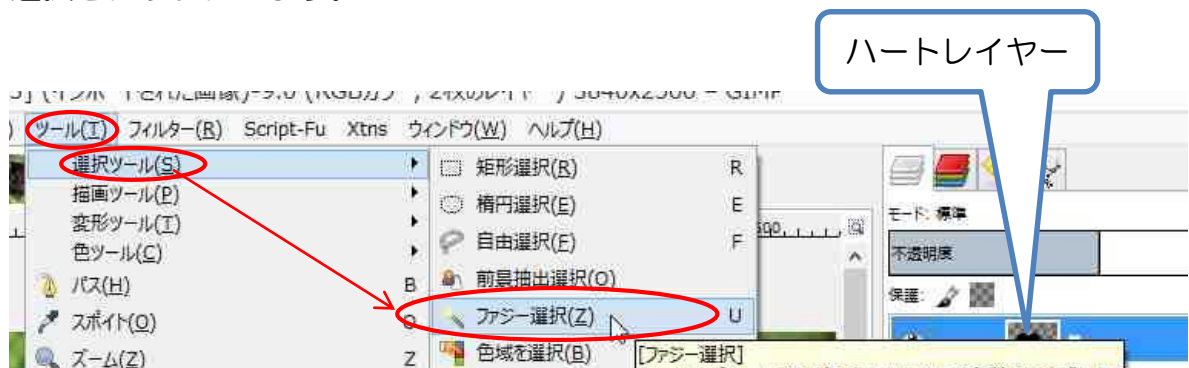 ハートレイヤー
ツール(T) フィルター(R) Script-Fu Xtns ウィンドウ(W) ヘルプ(H)
選択ツール(S)
描画ツール(P)
変形ツール(T)
色ツール(C)
パス(H) B
スポイト(O) O
ズーム(Z) Z
矩形選択(R) R
楕円選択(E) E
自由選択(F) F
前景抽出選択(O)
ファジー選択(Z) U
色域を選択(B)
[ファジー選択]
モード: 標準
不透明度
保護: